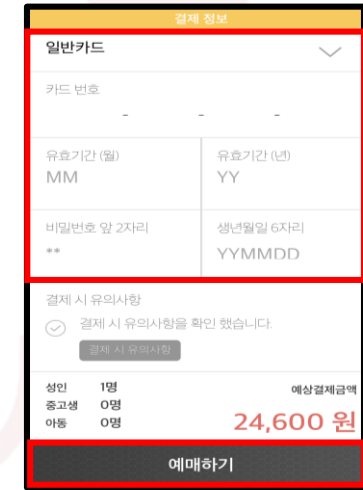 결제 정보
일반카드
카드 번호
- - -
유효기간 (월) 유효기간 (년)
MM YY
비밀번호 앞 2자리 생년월일 6자리
** YYMMDD
결제 시 유의사항
결제 시 유의사항을 확인 했습니다.
결제 시 유의사항
성인 1명 예상결제금액
중고생 0명
아동 0명 24,600 원
예매하기